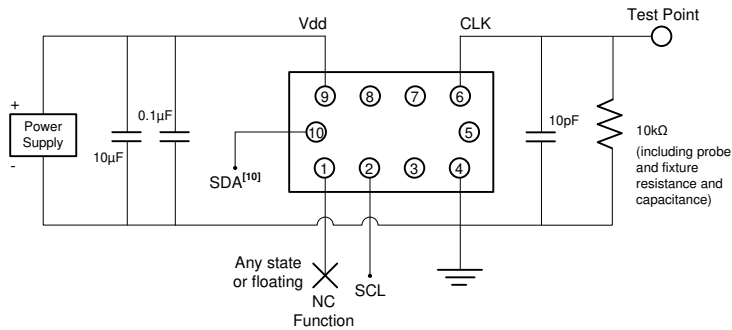 Vdd
CLK
Test Point
+
Power
Supply
-
10µF
0.1µF
9
8
7
6
10
5
1
2
3
4
SDA[10]
10pF
10kΩ
(including probe
and fixture
resistance and
capacitance)
Any state
or floating
NC
Function
SCL